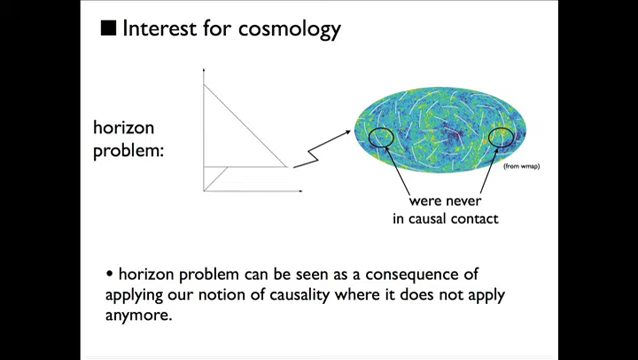 ■ Interest for cosmology
horizon
problem:
(from wmap)
were never
in causal contact
• horizon problem can be seen as a consequence of
applying our notion of causality where it does not apply
anymore.